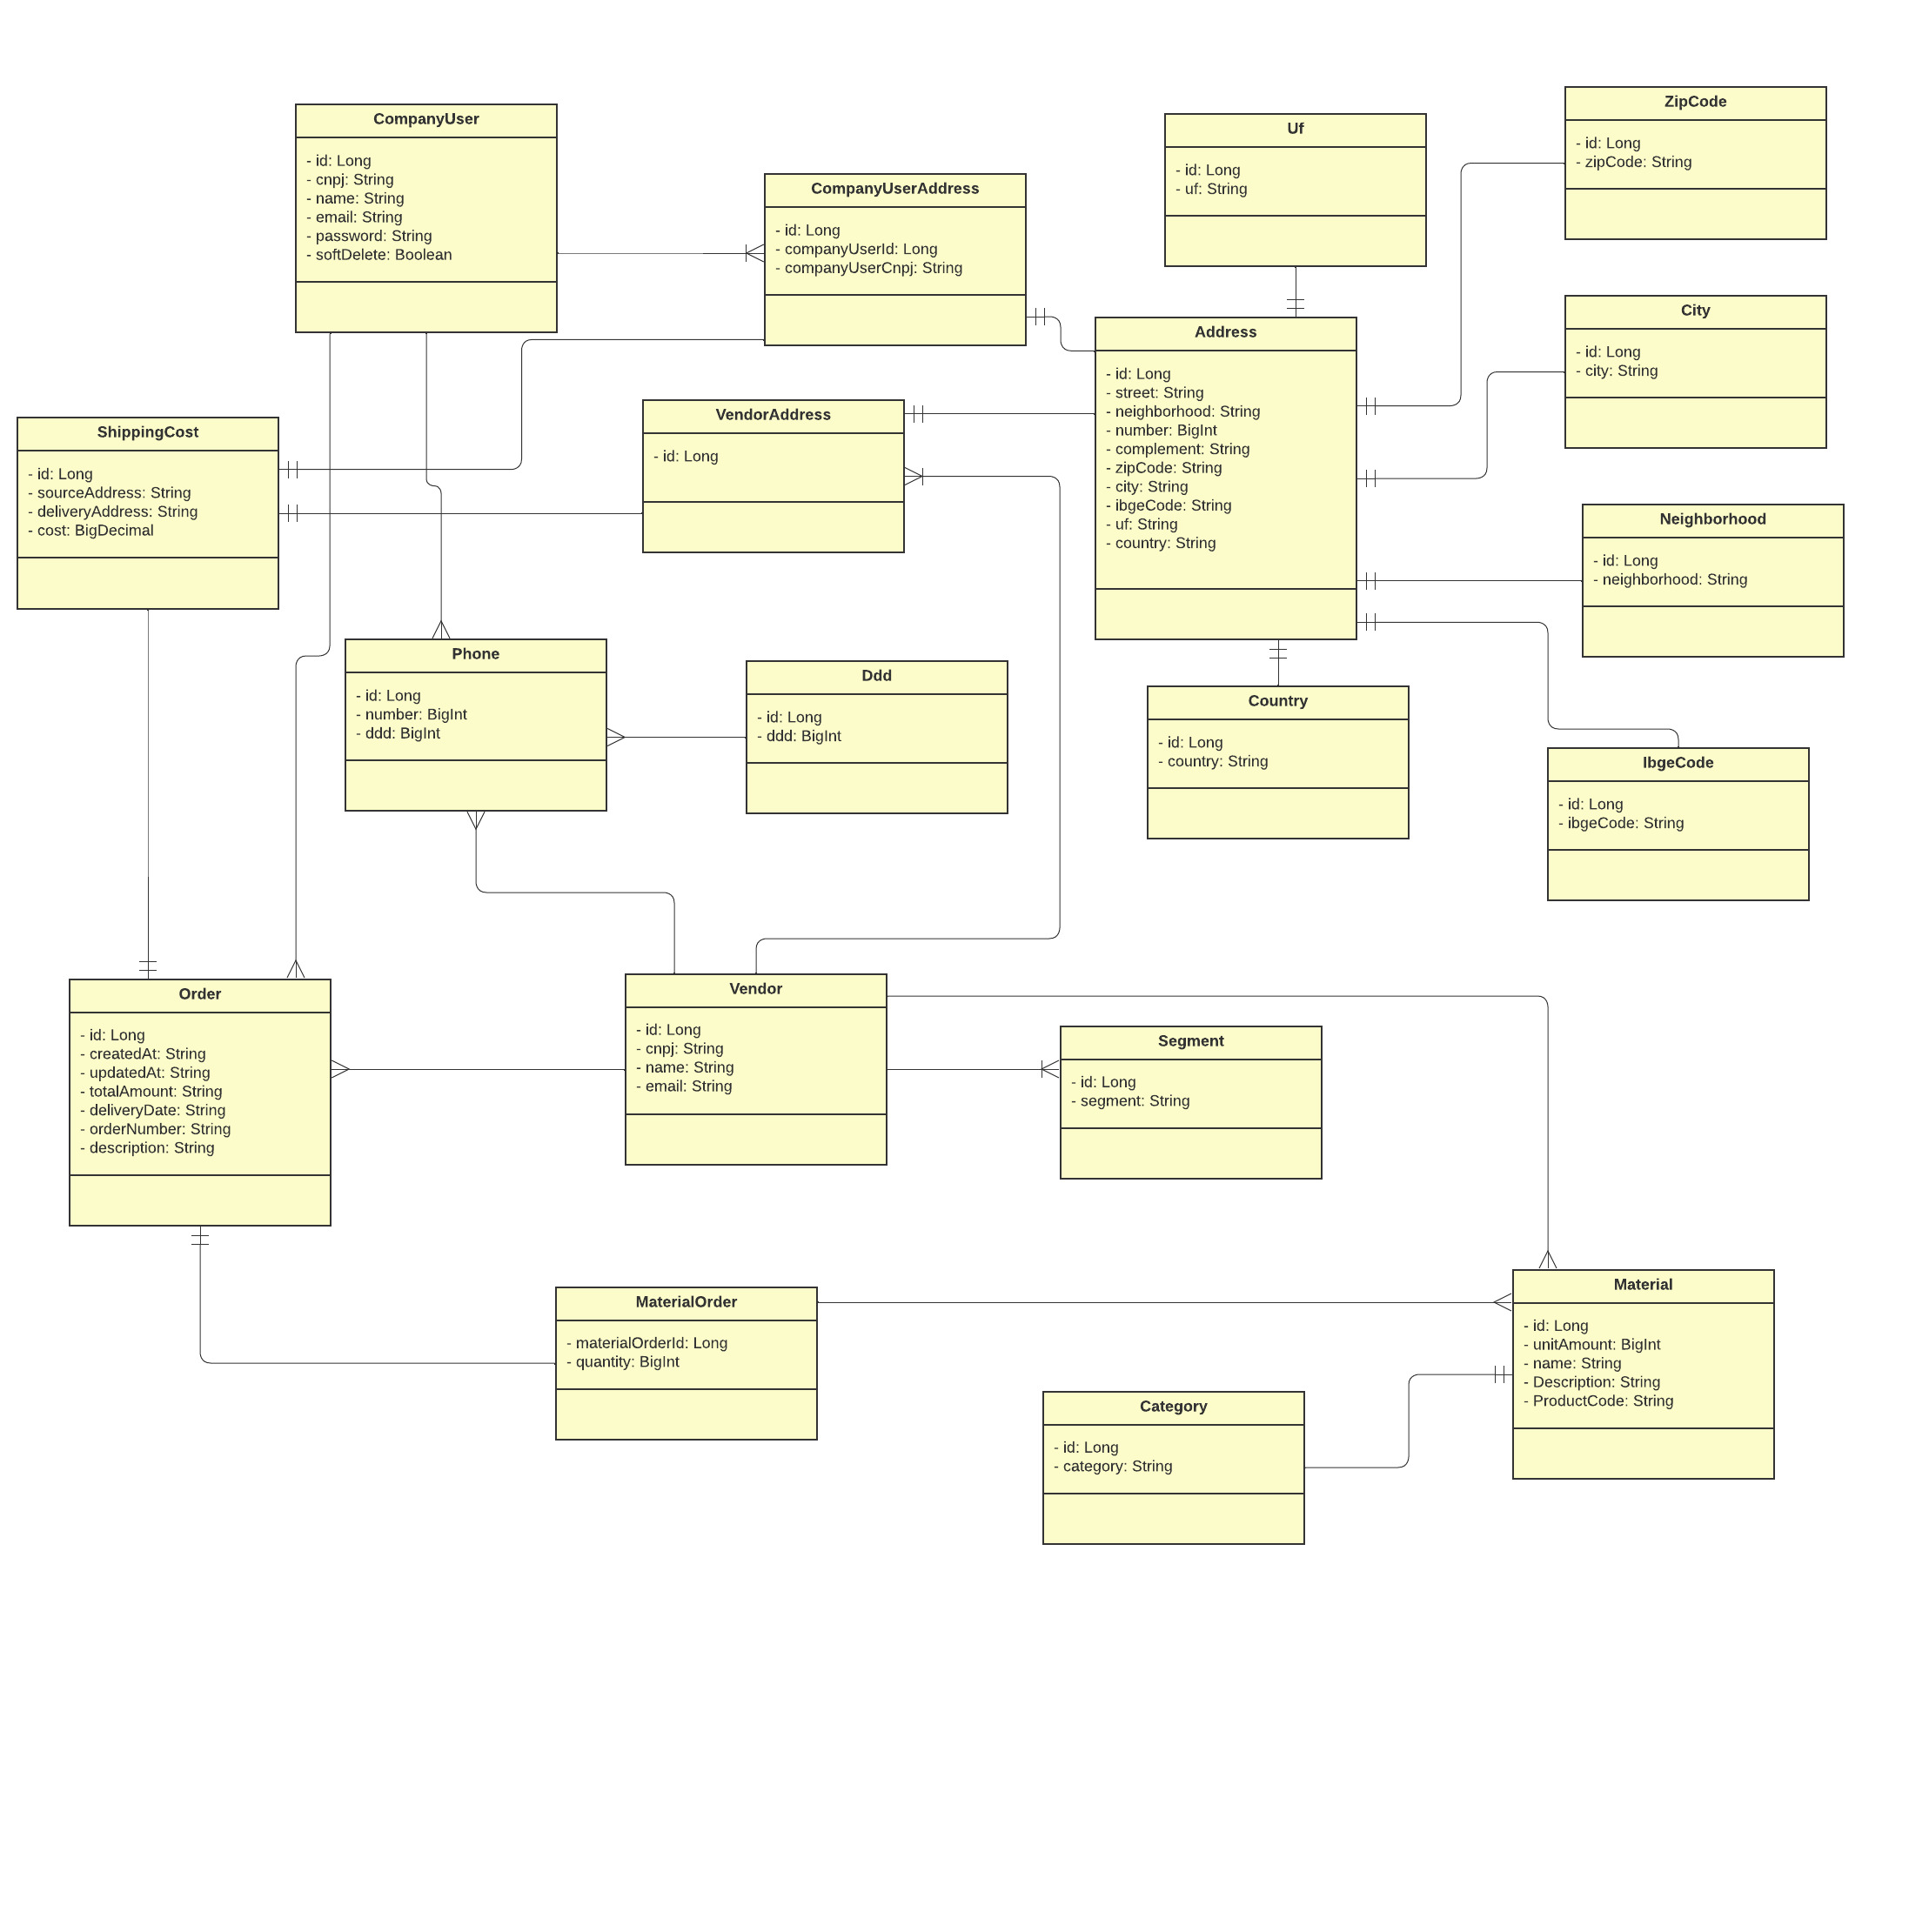 CompanyUser
- id: Long
- cnpj: String
- name: String
- email: String
- password: String
- softDelete: Boolean
CompanyUserAddress
- id: Long
- companyUserId: Long
- companyUserCnpj: String
Uf
- id: Long
- uf: String
ZipCode
- id: Long
- zipCode: String
City
- id: Long
- city: String
Address
- id: Long
- street: String
- neighborhood: String
- number: BigInt
- complement: String
- zipCode: String
- city: String
- ibgeCode: String
- uf: String
- country: String
VendorAddress
- id: Long
ShippingCost
- id: Long
- sourceAddress: String
- deliveryAddress: String
- cost: BigDecimal
Neighborhood
- id: Long
- neighborhood: String
Phone
- id: Long
- number: BigInt
- ddd: BigInt
Ddd
- id: Long
- ddd: BigInt
Country
- id: Long
- country: String
IbgeCode
- id: Long
- ibgeCode: String
Order
- id: Long
- createdAt: String
- updatedAt: String
- totalAmount: String
- deliveryDate: String
- orderNumber: String
- description: String
Vendor
- id: Long
- cnpj: String
- name: String
- email: String
Segment
- id: Long
- segment: String
MaterialOrder
- materialOrderId: Long
- quantity: BigInt
Material
- id: Long
- unitAmount: BigInt
- name: String
- Description: String
- ProductCode: String
Category
- id: Long
- category: String